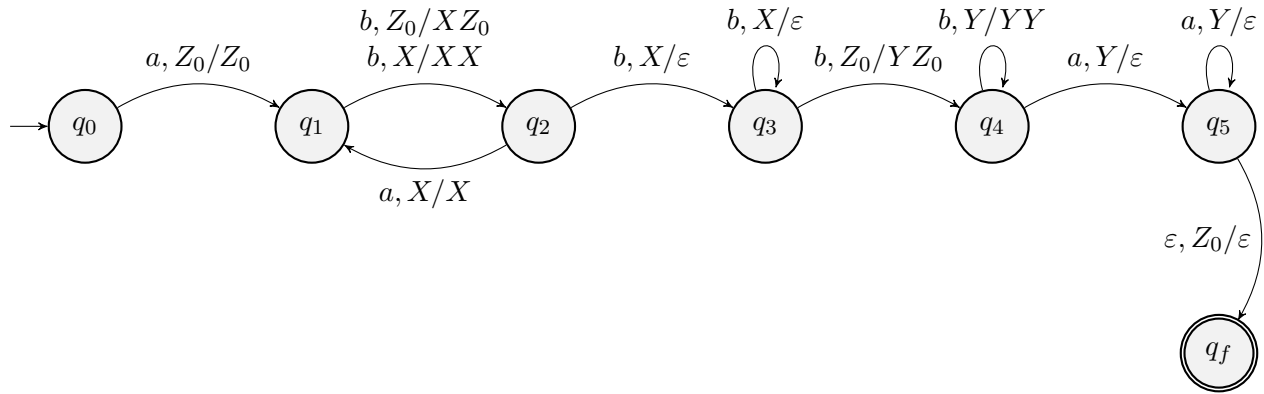 b, Z₀/XZ₀
b, X/XX
b, X/ε
b, Y/YY
a, Y/ε
a, Z₀/Z₀
b, X/ε
b, Z₀/YZ₀
a, Y/ε
q₀
q₁
q₂
q₃
q₄
q₅
a, X/X
ε, Z₀/ε
q_f